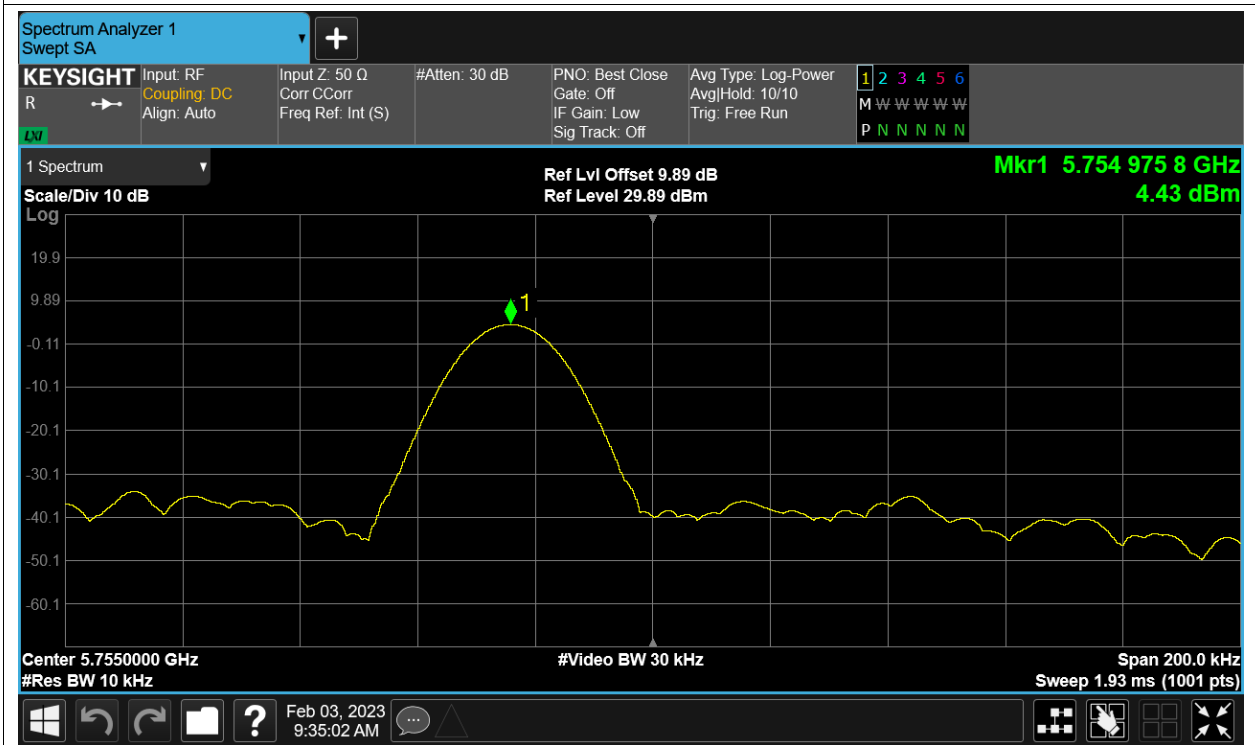 Spectrum Analyzer 1
Swept SA
KEYSIGHT
R
LXI
Input: RF
Coupling: DC
Align: Auto
Input Z: 50 Ω
Corr CCorr
Freq Ref: Int (S)
#Atten: 30 dB
PNO: Best Close
Gate: Off
IF Gain: Low
Sig Track: Off
Avg Type: Log-Power
Avg|Hold: 10/10
Trig: Free Run
1 2 3 4 5 6
M W W W W W
P N N N N N
1 Spectrum
Scale/Div 10 dB
Log
Ref Lvl Offset 9.89 dB
Ref Level 29.89 dBm
Mkr1 5.754 975 8 GHz
4.43 dBm
19.9
9.89
1
-0.11
-10.1
-20.1
-30.1
-40.1
-50.1
-60.1
Center 5.7550000 GHz
#Res BW 10 kHz
#Video BW 30 kHz
Span 200.0 kHz
Sweep 1.93 ms (1001 pts)
?
Feb 03, 2023
9:35:02 AM